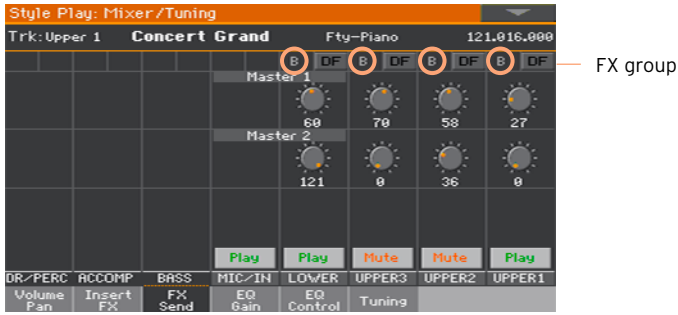 Style Play: Mixer/Tuning
Trk: Upper 1 Concert Grand Fty-Piano 121.016.000
B DF B DF B DF B DF FX group
Master 1
60 70 58 27
Master 2
121 0 36 0
Play Play Mute Mute Play
DR/PERC ACCOMP BASS MIC/IN LOWER UPPER3 UPPER2 UPPER1
Volume Pan Insert FX FX Send EQ Gain EQ Control Tuning